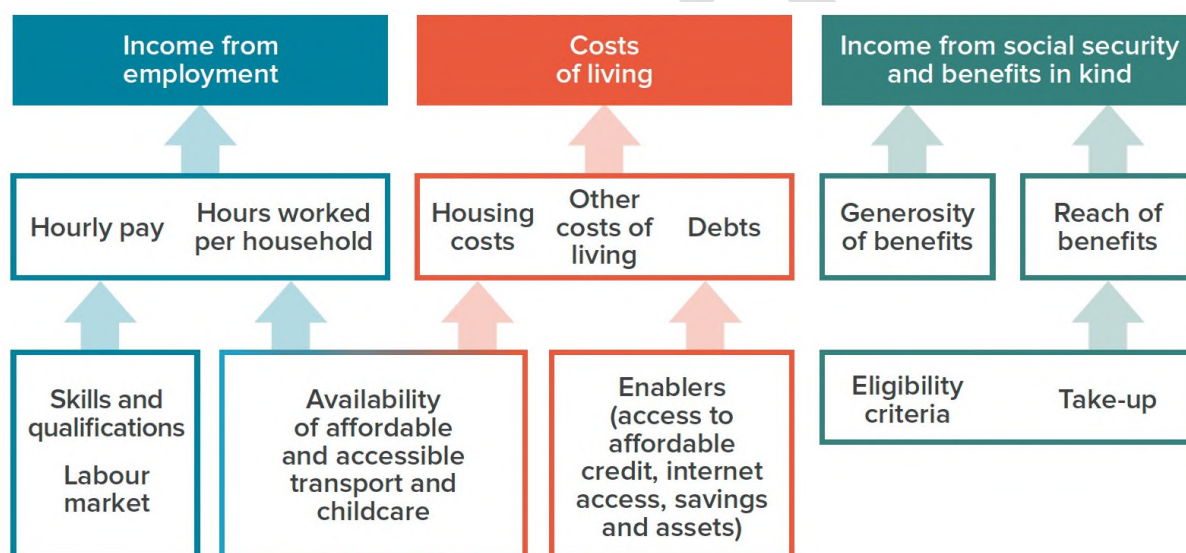 Income from
employment
Costs
of living
Income from social security
and benefits in kind
Hourly pay
Hours worked
per household
Housing
costs
Other
costs of
living
Debts
Generosity
of benefits
Reach of
benefits
Skills and
qualifications
Labour
market
Availability
of affordable
and accessible
transport and
childcare
Enablers
(access to
affordable
credit, internet
access, savings
and assets)
Eligibility
criteria
Take-up